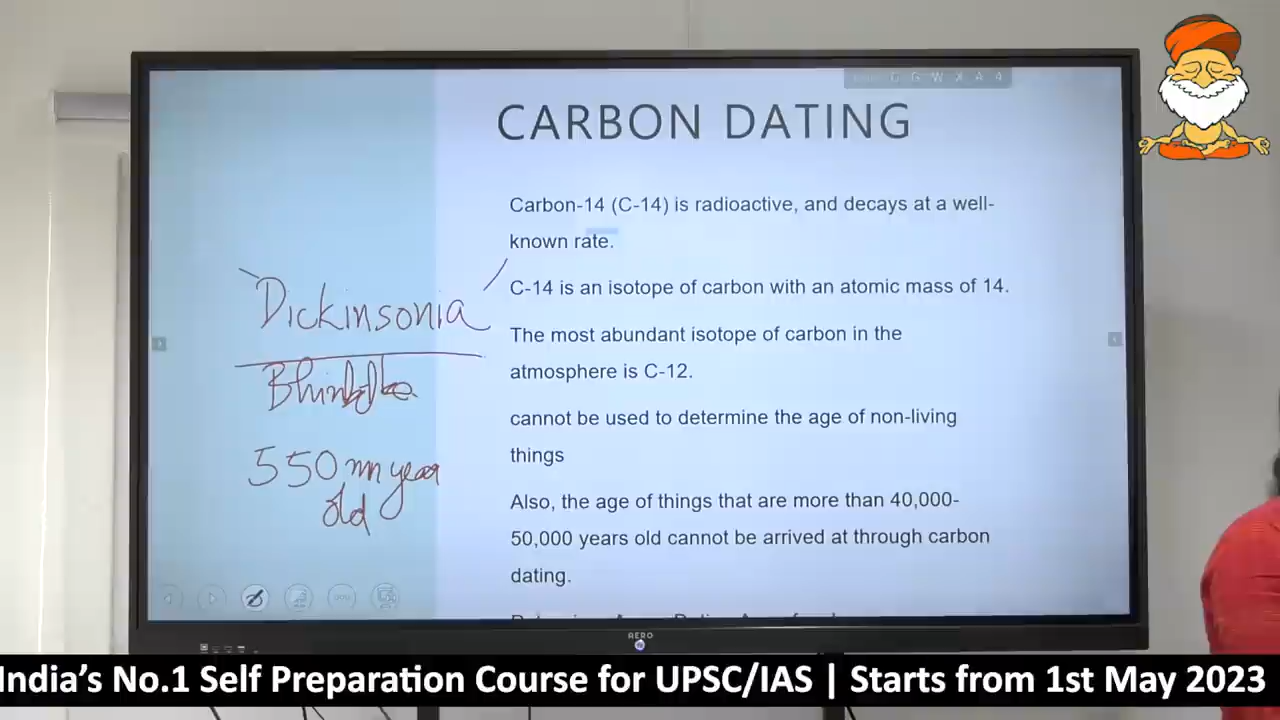 CARBON DATING
Carbon-14 (C-14) is radioactive, and decays at a well-
known rate.
C-14 is an isotope of carbon with an atomic mass of 14.
The most abundant isotope of carbon in the
atmosphere is C-12.
cannot be used to determine the age of non-living
things
Also, the age of things that are more than 40,000-
50,000 years old cannot be arrived at through carbon
dating.
Dickinsonia
550 mn year
old
AERO
India's No.1 Self Preparation Course for UPSC/IAS | Starts from 1st May 2023